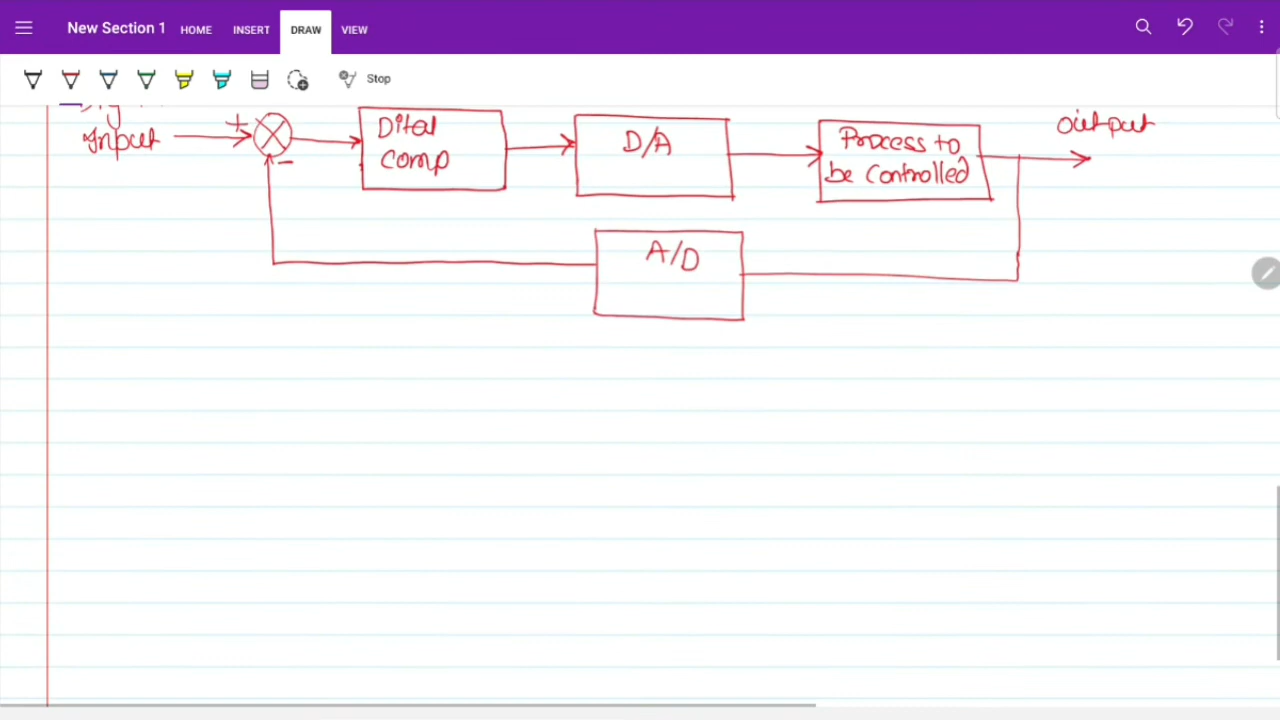 New Section 1 HOME INSERT DRAW VIEW
Stop
Input + -
Dital
comp
D/A
Process to
be Controlled
output
A/D